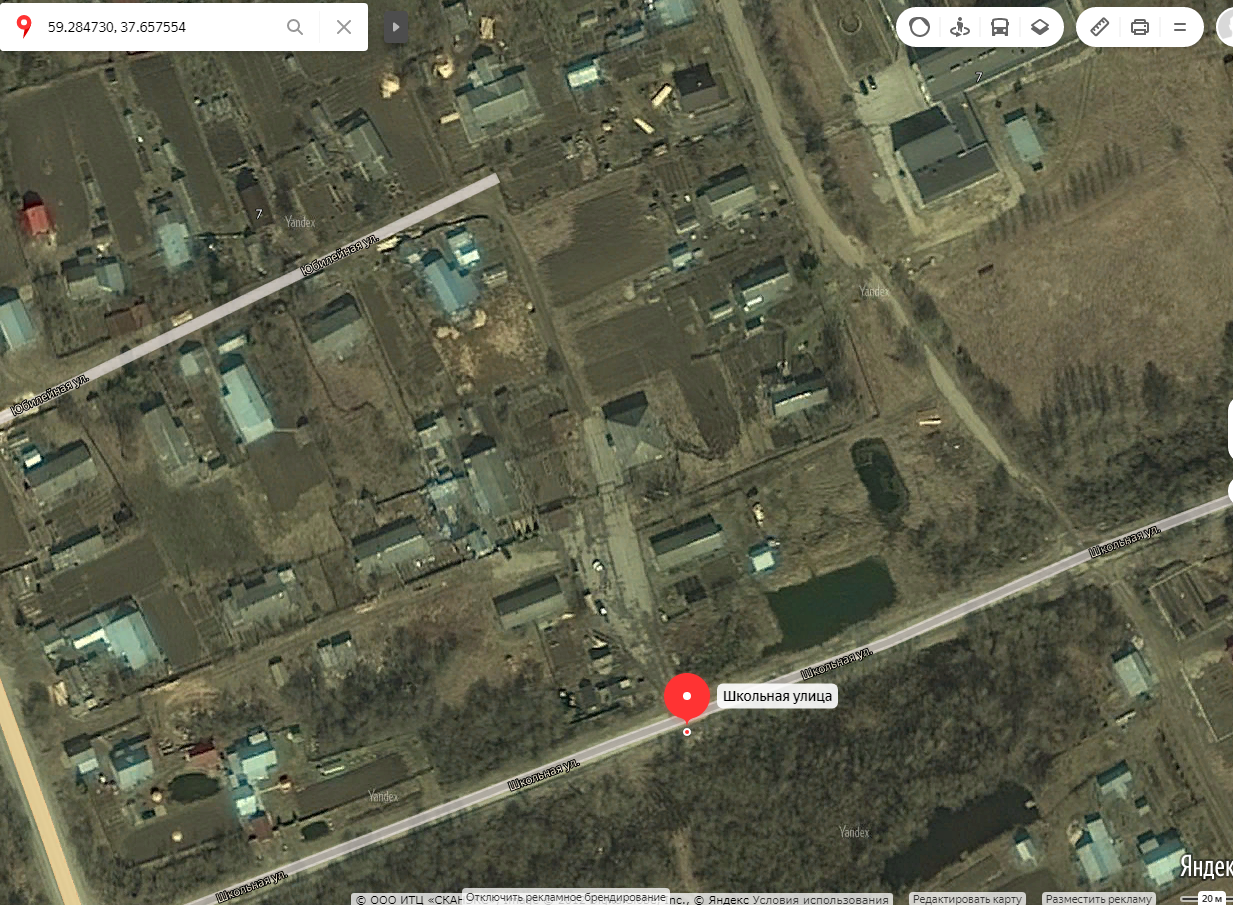 59.284730, 37.657554
7
7
Yandex
Юбилейная ул.
Yandex
Юбилейная ул.
Школьная ул.
Школьная ул.
Школьная улица
Школьная ул.
Yandex
Yandex
Школьная ул.
Яндекс
Отключить рекламное брендирование
© ООО ИТЦ «СКАН
nc., © Яндекс Условия использования
Редактировать карту
Разместить рекламу
20 м